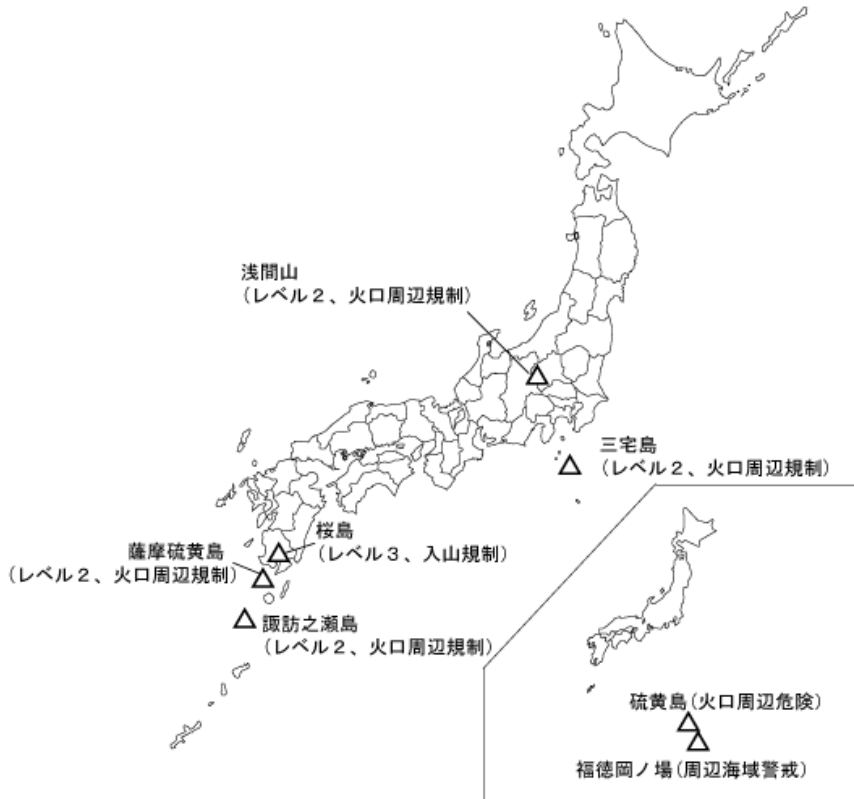 浅間山
(レベル２、火口周辺規制)
三宅島
(レベル２、火口周辺規制)
桜島
(レベル３、入山規制)
薩摩硫黄島
(レベル２、火口周辺規制)
諏訪之瀬島
(レベル２、火口周辺規制)
硫黄島(火口周辺危険)
福徳岡ノ場(周辺海域警戒)